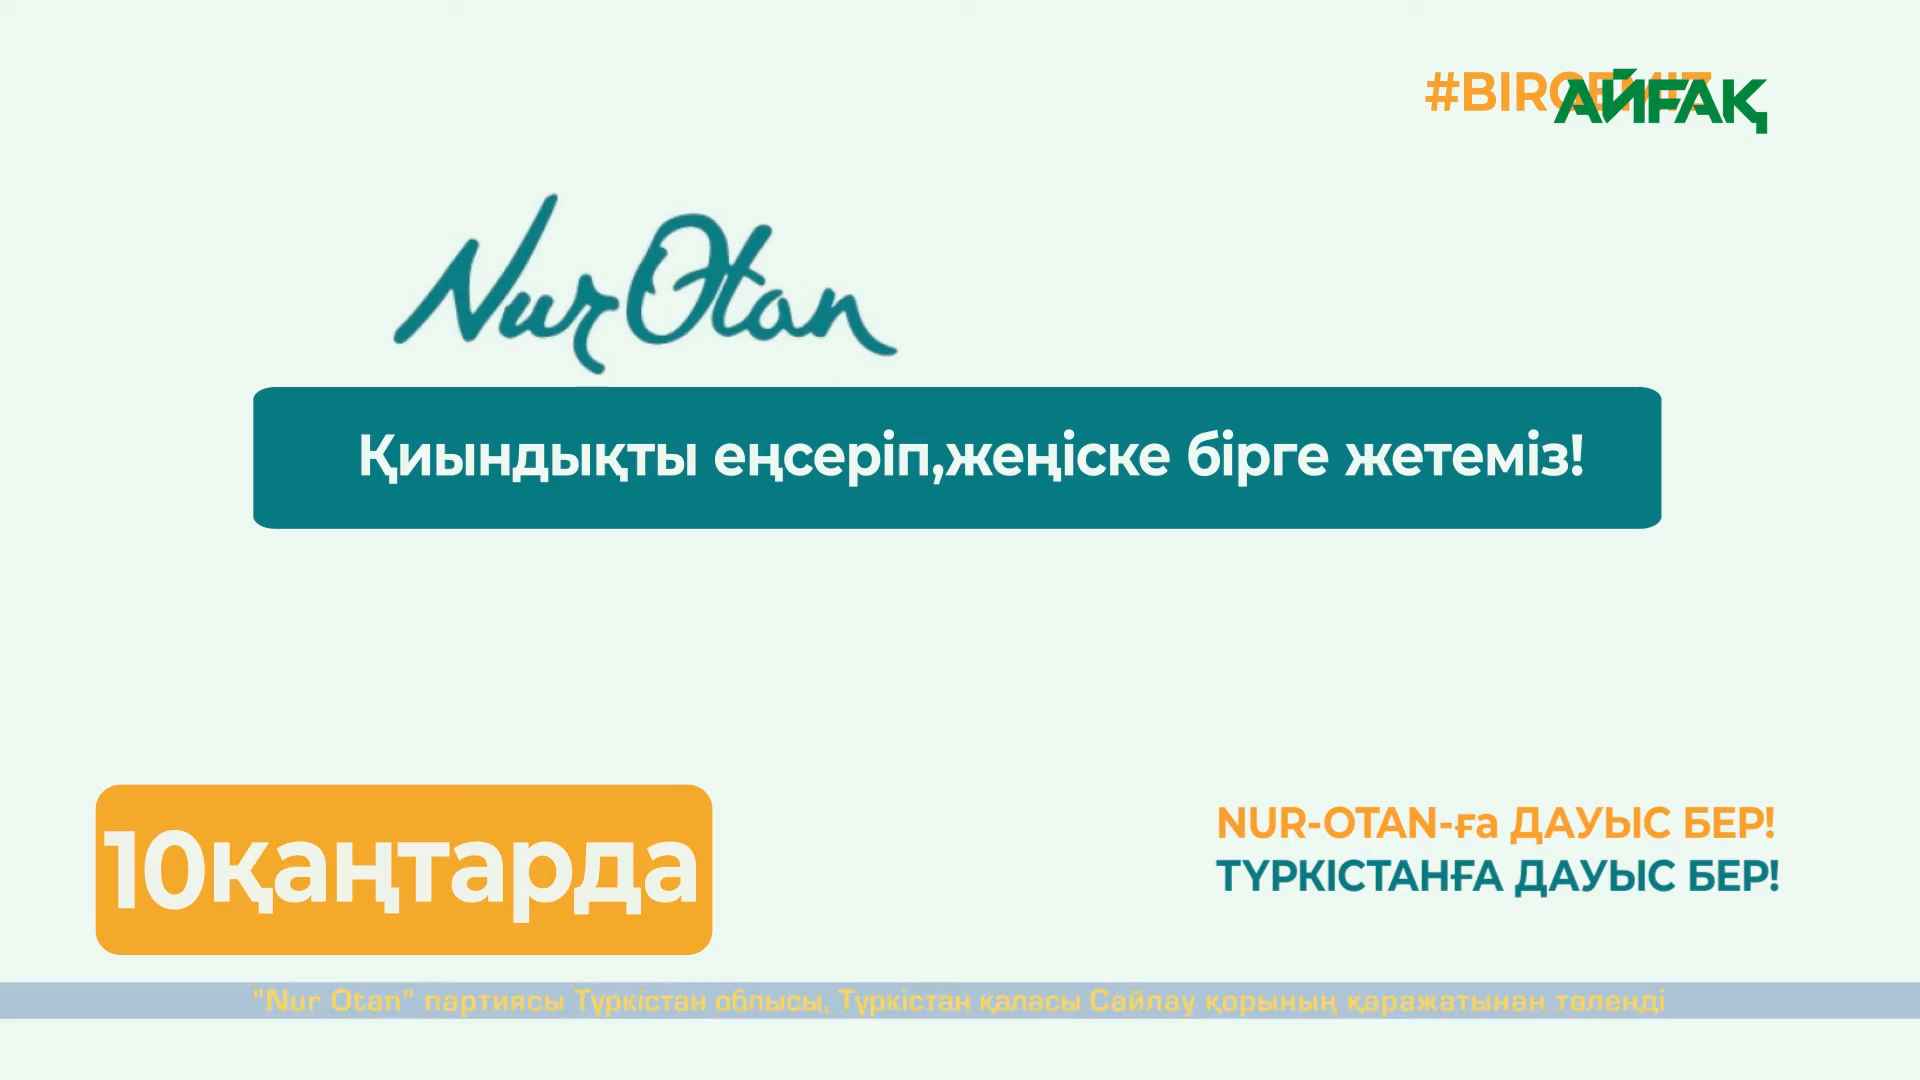 #BIRGEMIZ
АЙҒАҚ
Nur Otan
Қиындықты еңсеріп,жеңіске бірге жетеміз!
10қаңтарда
NUR-OTAN-ға ДАУЫС БЕР!
ТҮРКІСТАНҒА ДАУЫС БЕР!
"Nur Otan" партиясы Түркістан облысы, Түркістан қаласы Сайлау қорының қаражатынан төленді